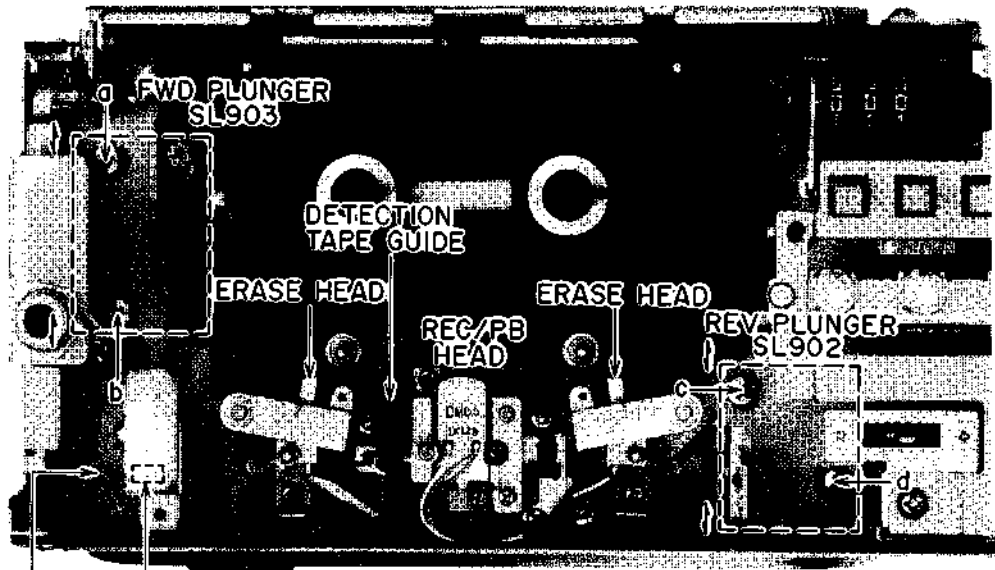 a
FWD PLUNGER
SL903
DETECTION
TAPE GUIDE
ERASE HEAD
ERASE HEAD
REC/PB
HEAD
REV PLUNGER
SL902
b
c
d